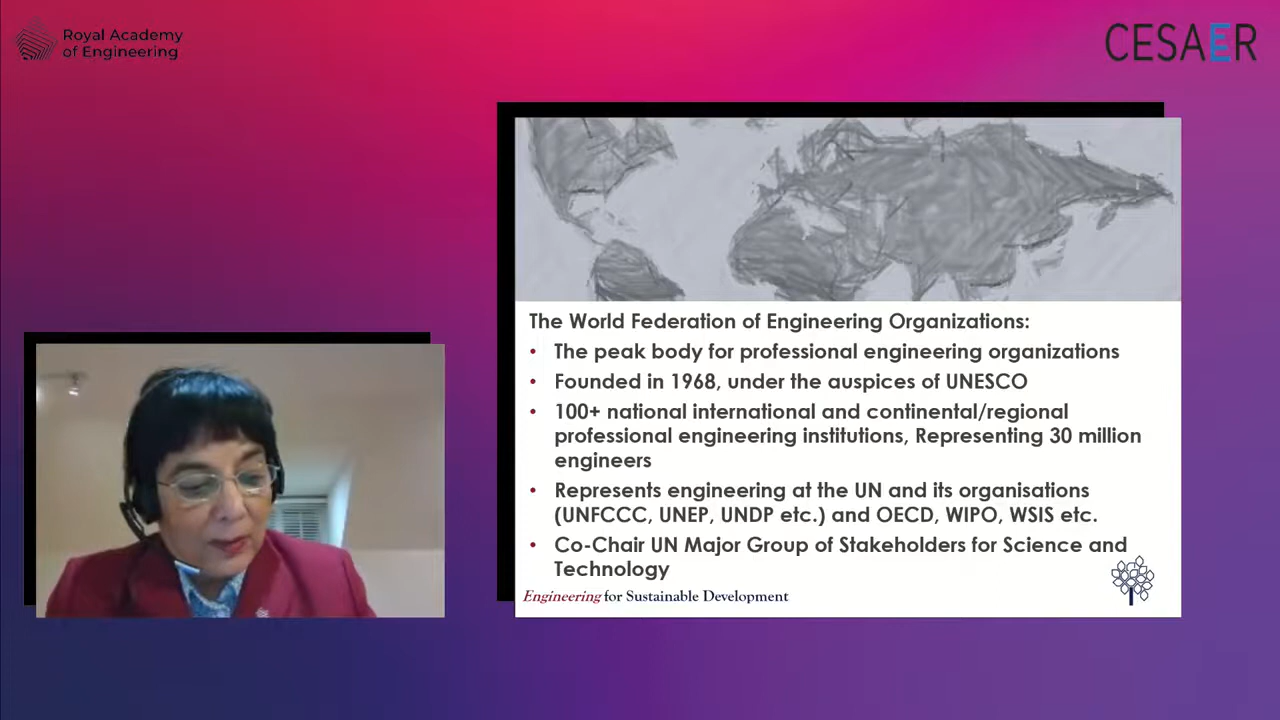 Royal Academy
of Engineering
CESAER
The World Federation of Engineering Organizations:
• The peak body for professional engineering organizations
• Founded in 1968, under the auspices of UNESCO
• 100+ national international and continental/regional
professional engineering institutions, Representing 30 million
engineers
• Represents engineering at the UN and its organisations
(UNFCCC, UNEP, UNDP etc.) and OECD, WIPO, WSIS etc.
• Co-Chair UN Major Group of Stakeholders for Science and
Technology
Engineering for Sustainable Development